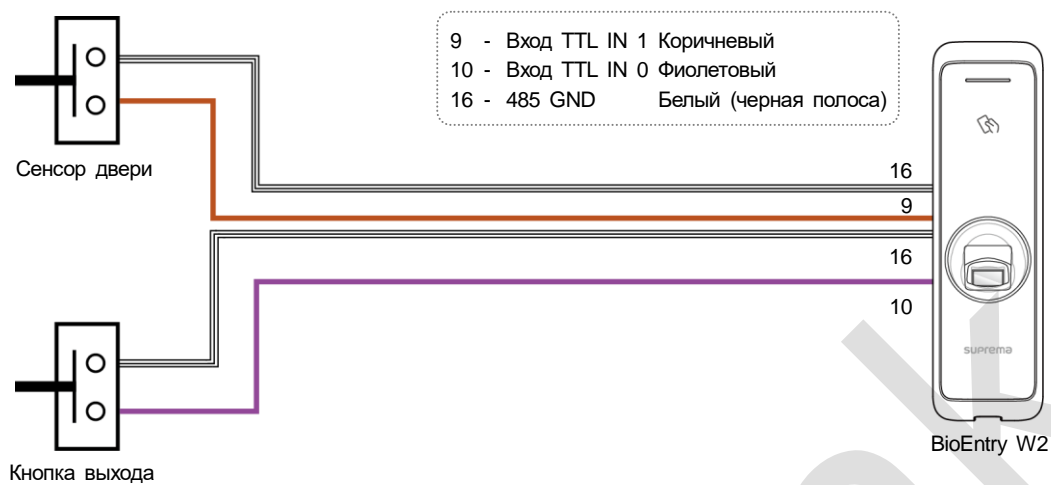 9 - Вход TTL IN 1 Коричневый
10 - Вход TTL IN 0 Фиолетовый
16 - 485 GND Белый (черная полоса)
Сенсор двери
16
9
16
10
suprema
BioEntry W2
Кнопка выхода